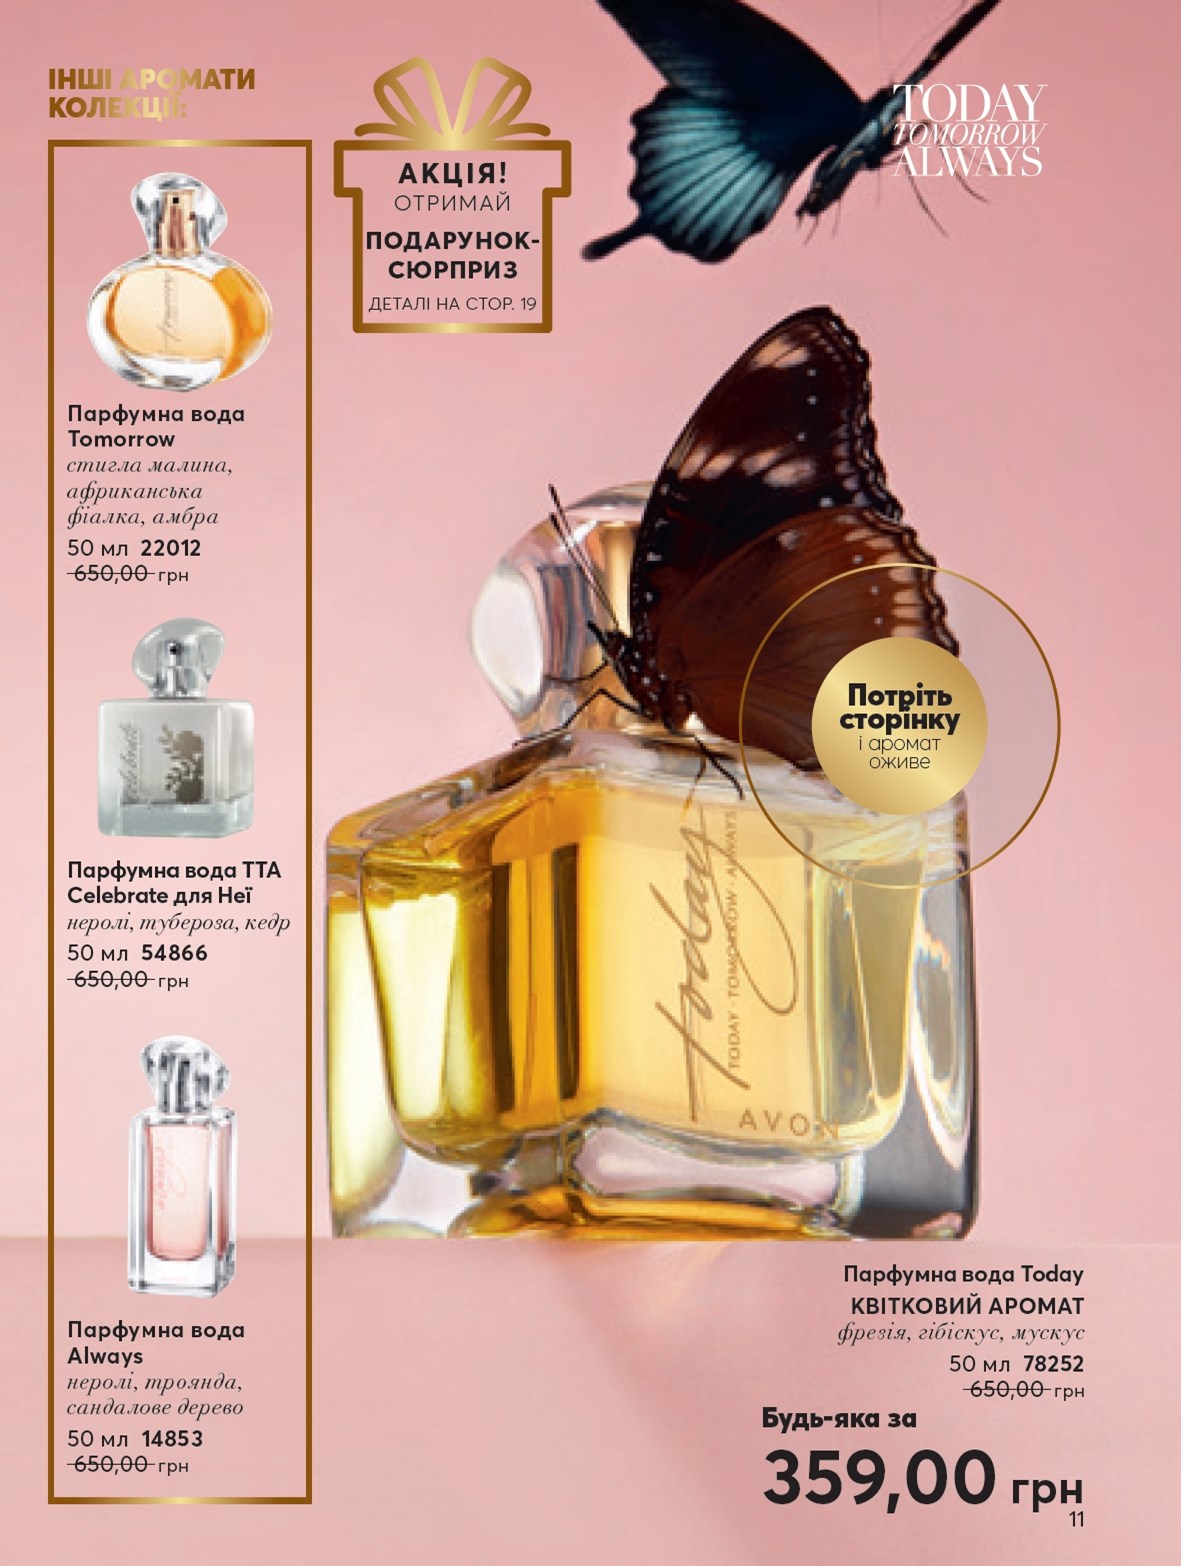 ІНШІ АРОМАТИ
КОЛЕКЦІЇ:
АКЦІЯ!
ОТРИМАЙ
ПОДАРУНОК-
СЮРПРИЗ
ДЕТАЛІ НА СТОР. 19
TODAY
TOMORROW
ALWAYS
tomorrow
Парфумна вода
Tomorrow
стигла малина,
африканська
фіалка, амбра
50 мл 22012
650,00 грн
Celebrate
Парфумна вода TTA
Celebrate для Неї
неролі, тубероза, кедр
50 мл 54866
650,00 грн
always
Парфумна вода
Always
неролі, троянда,
сандалове дерево
50 мл 14853
650,00 грн
Потріть
сторінку
і аромат
оживе
today
TODAY · TOMORROW · ALWAYS
AVON
Парфумна вода Today
КВІТКОВИЙ АРОМАТ
фрезія, гібіскус, мускус
50 мл 78252
650,00 грн
Будь-яка за
359,00 грн
11